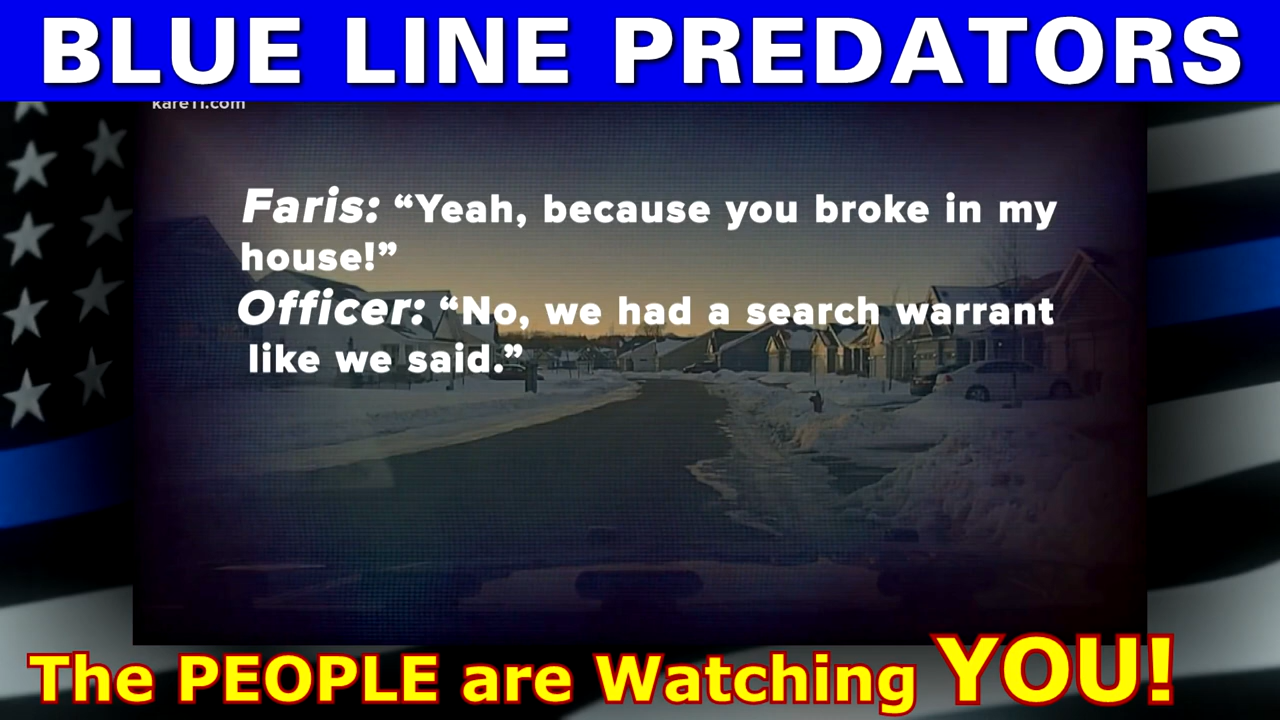 BLUE LINE PREDATORS
kare11.com
Faris: “Yeah, because you broke in my
house!”
Officer: “No, we had a search warrant
like we said.”
The PEOPLE are Watching YOU!